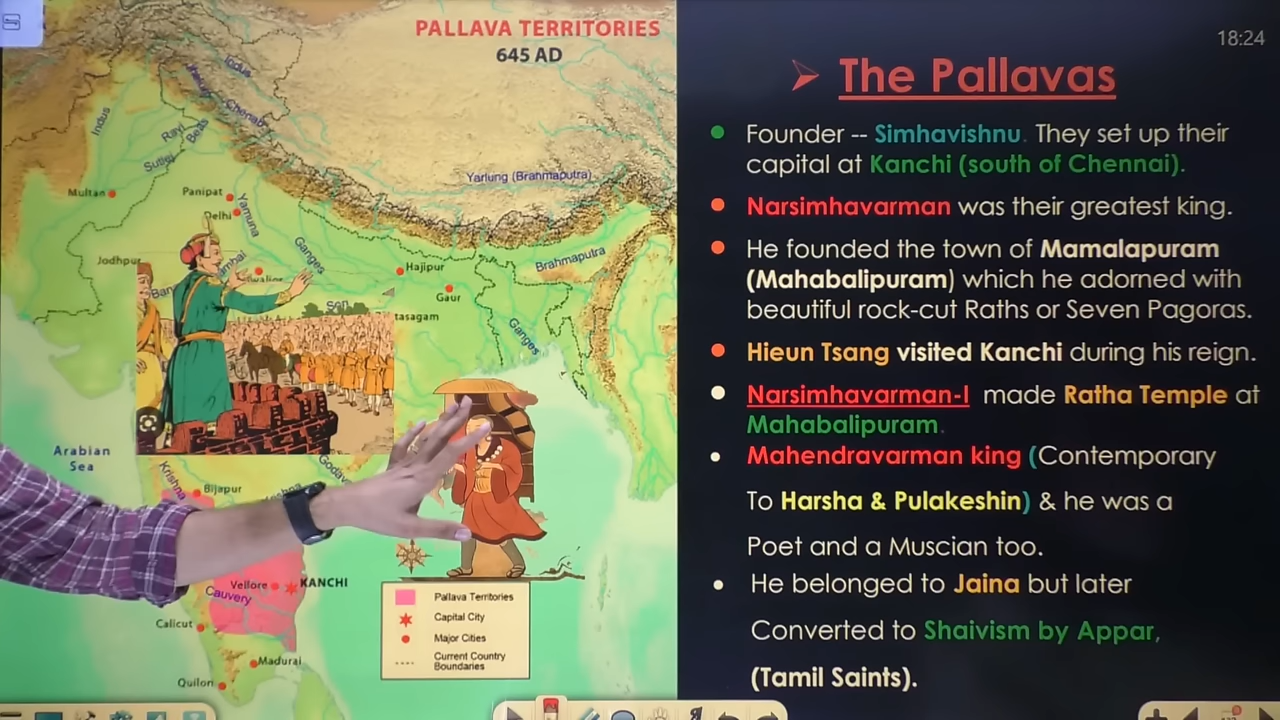 PALLAVA TERRITORIES
645 AD
18:24
The Pallavas
Founder -- Simhavishnu. They set up their
capital at Kanchi (south of Chennai).
Narsimhavarman was their greatest king.
He founded the town of Mamalapuram
(Mahabalipuram) which he adorned with
beautiful rock-cut Raths or Seven Pagoras.
Hieun Tsang visited Kanchi during his reign.
Narsimhavarman-I made Ratha Temple at
Mahabalipuram.
Mahendravarman king (Contemporary
To Harsha & Pulakeshin) & he was a
Poet and a Muscian too.
He belonged to Jaina but later
Converted to Shaivism by Appar,
(Tamil Saints).
Indus
Chenab
Indus
Ravi
Beas
Sutlej
Yarlung (Brahmaputra)
Multan
Panipat
Delhi
Yamuna
Jodhpur
Ganges
Hajipur
Brahmaputra
Gaur
Son
tasagam
Ganges
Arabian
Sea
Krishna
Bijapur
Vellore
KANCHI
Cauvery
Calicut
Madurai
Quilon
Pallava Territories
Capital City
Major Cities
Current Country
Boundaries